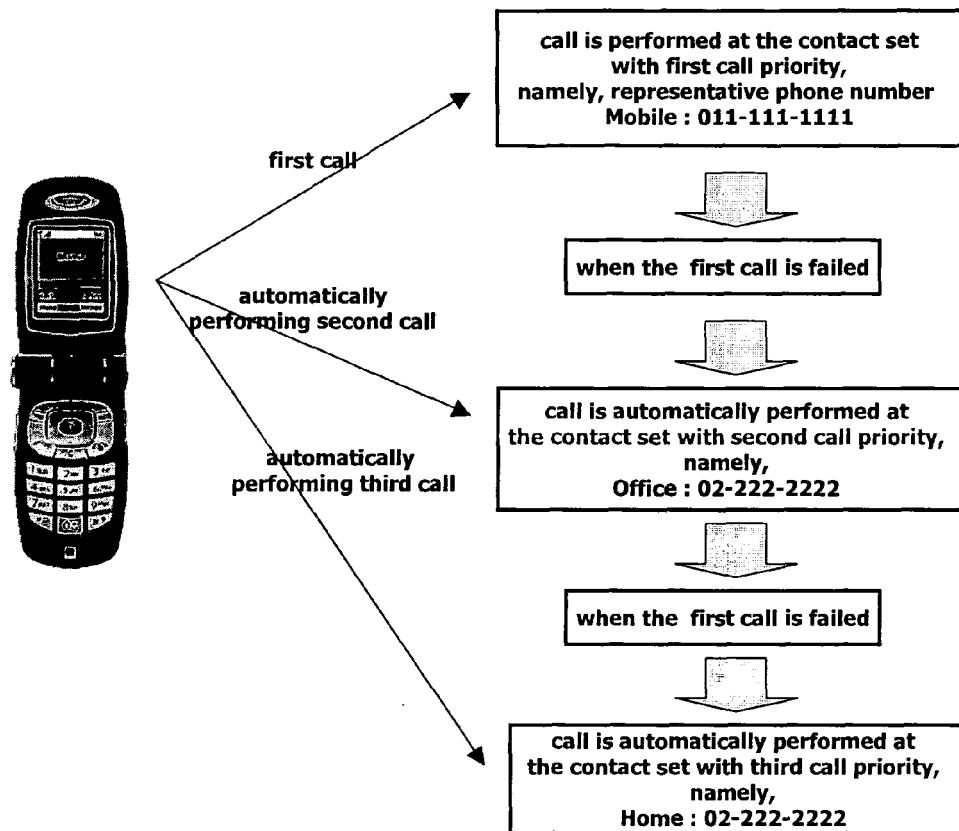 call is performed at the contact set
with first call priority,
namely, representative phone number
Mobile : 011-111-1111
first call
when the first call is failed
automatically
performing second call
call is automatically performed at
the contact set with second call priority,
namely,
Office : 02-222-2222
automatically
performing third call
when the first call is failed
call is automatically performed at
the contact set with third call priority,
namely,
Home : 02-222-2222